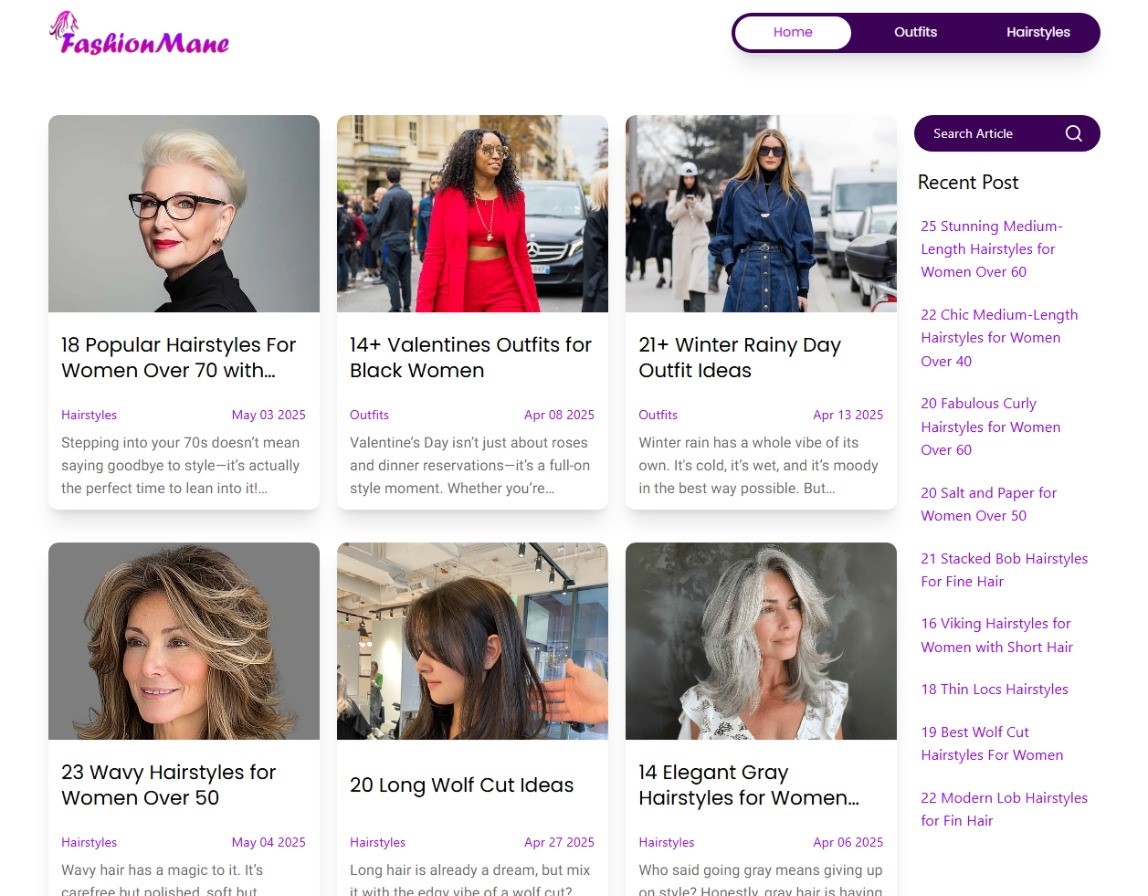 FashionMane
Home
Outfits
Hairstyles
18 Popular Hairstyles For
Women Over 70 with...
Hairstyles
May 03 2025
Stepping into your 70s doesn’t mean
saying goodbye to style—it’s actually
the perfect time to lean into it!...
14+ Valentines Outfits for
Black Women
Outfits
Apr 08 2025
Valentine’s Day isn’t just about roses
and dinner reservations—it’s a full-on
style moment. Whether you’re...
21+ Winter Rainy Day
Outfit Ideas
Outfits
Apr 13 2025
Winter rain has a whole vibe of its
own. It's cold, it’s wet, and it’s moody
in the best way possible. But...
23 Wavy Hairstyles for
Women Over 50
Hairstyles
May 04 2025
Wavy hair has a magic to it. It’s
carefree but polished, soft but
20 Long Wolf Cut Ideas
Hairstyles
Apr 27 2025
Long hair is already a dream, but mix
it with the edgy vibe of a wolf cut?
14 Elegant Gray
Hairstyles for Women...
Hairstyles
Apr 06 2025
Who said going gray means giving up
on style? Honestly, gray hair is having
Search Article
Recent Post
25 Stunning Medium-
Length Hairstyles for
Women Over 60
22 Chic Medium-Length
Hairstyles for Women
Over 40
20 Fabulous Curly
Hairstyles for Women
Over 60
20 Salt and Paper for
Women Over 50
21 Stacked Bob Hairstyles
For Fine Hair
16 Viking Hairstyles for
Women with Short Hair
18 Thin Locs Hairstyles
19 Best Wolf Cut
Hairstyles For Women
22 Modern Lob Hairstyles
for Fin Hair